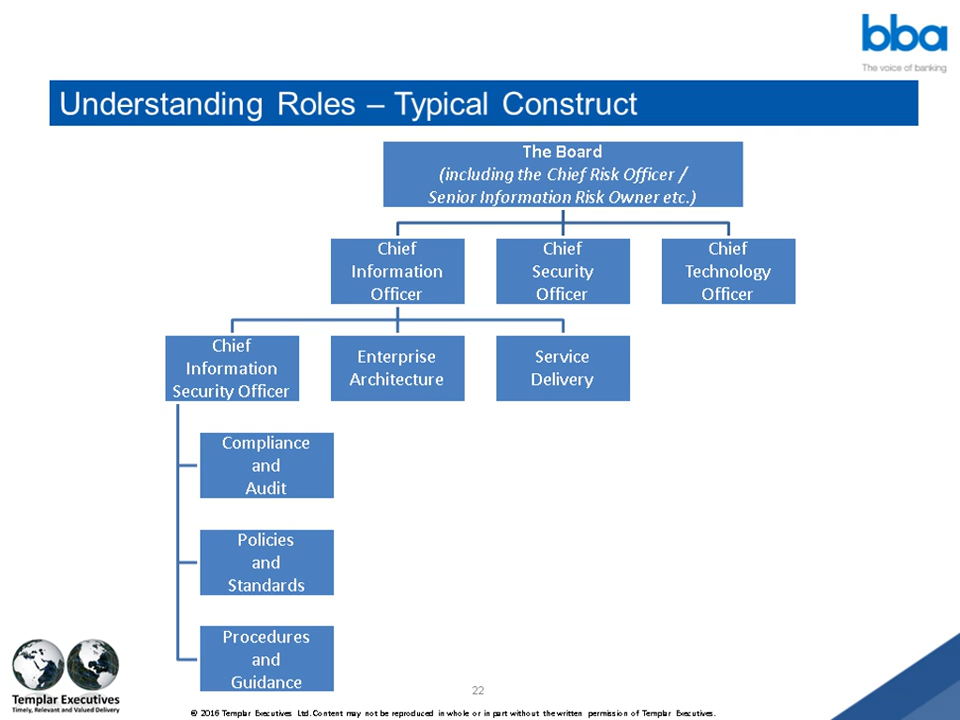 bba
The voice of banking
Understanding Roles – Typical Construct
The Board
(including the Chief Risk Officer /
Senior Information Risk Owner etc.)
Chief
Information
Officer
Chief
Security
Officer
Chief
Technology
Officer
Chief
Information
Security Officer
Enterprise
Architecture
Service
Delivery
Compliance
and
Audit
Policies
and
Standards
Procedures
and
Guidance
Templar Executives
Timely, Relevant and Valued Delivery
22
© 2016 Templar Executives Ltd. Content may not be reproduced in whole or in part without the written permission of Templar Executives.